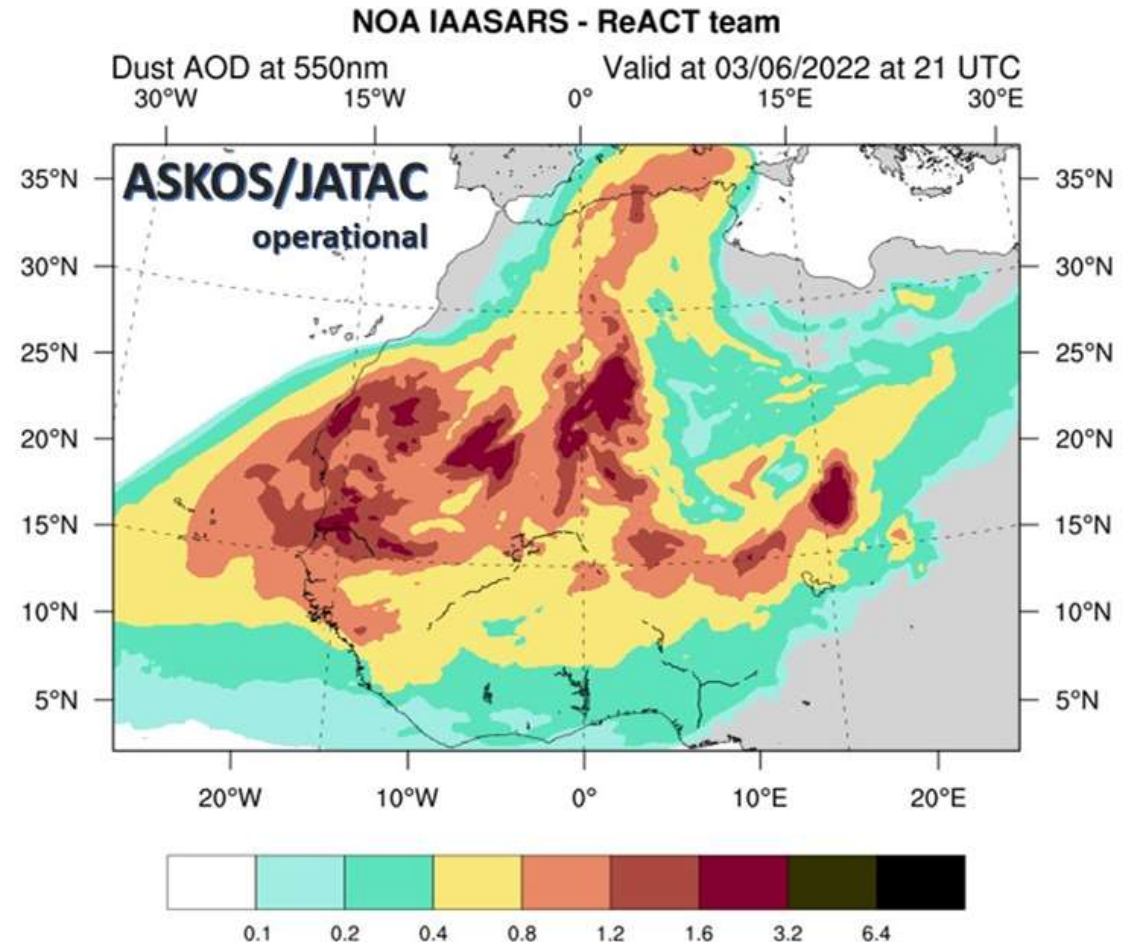 NOA IAASARS - ReACT team
Dust AOD at 550nm Valid at 03/06/2022 at 21 UTC
30°W 15°W 0° 15°E 30°E
ASKOS/JATAC
operational
35°N 35°N
30°N 30°N
25°N 25°N
20°N 20°N
15°N 15°N
10°N 10°N
5°N 5°N
20°W 10°W 0° 10°E 20°E
0.1 0.2 0.4 0.8 1.2 1.6 3.2 6.4